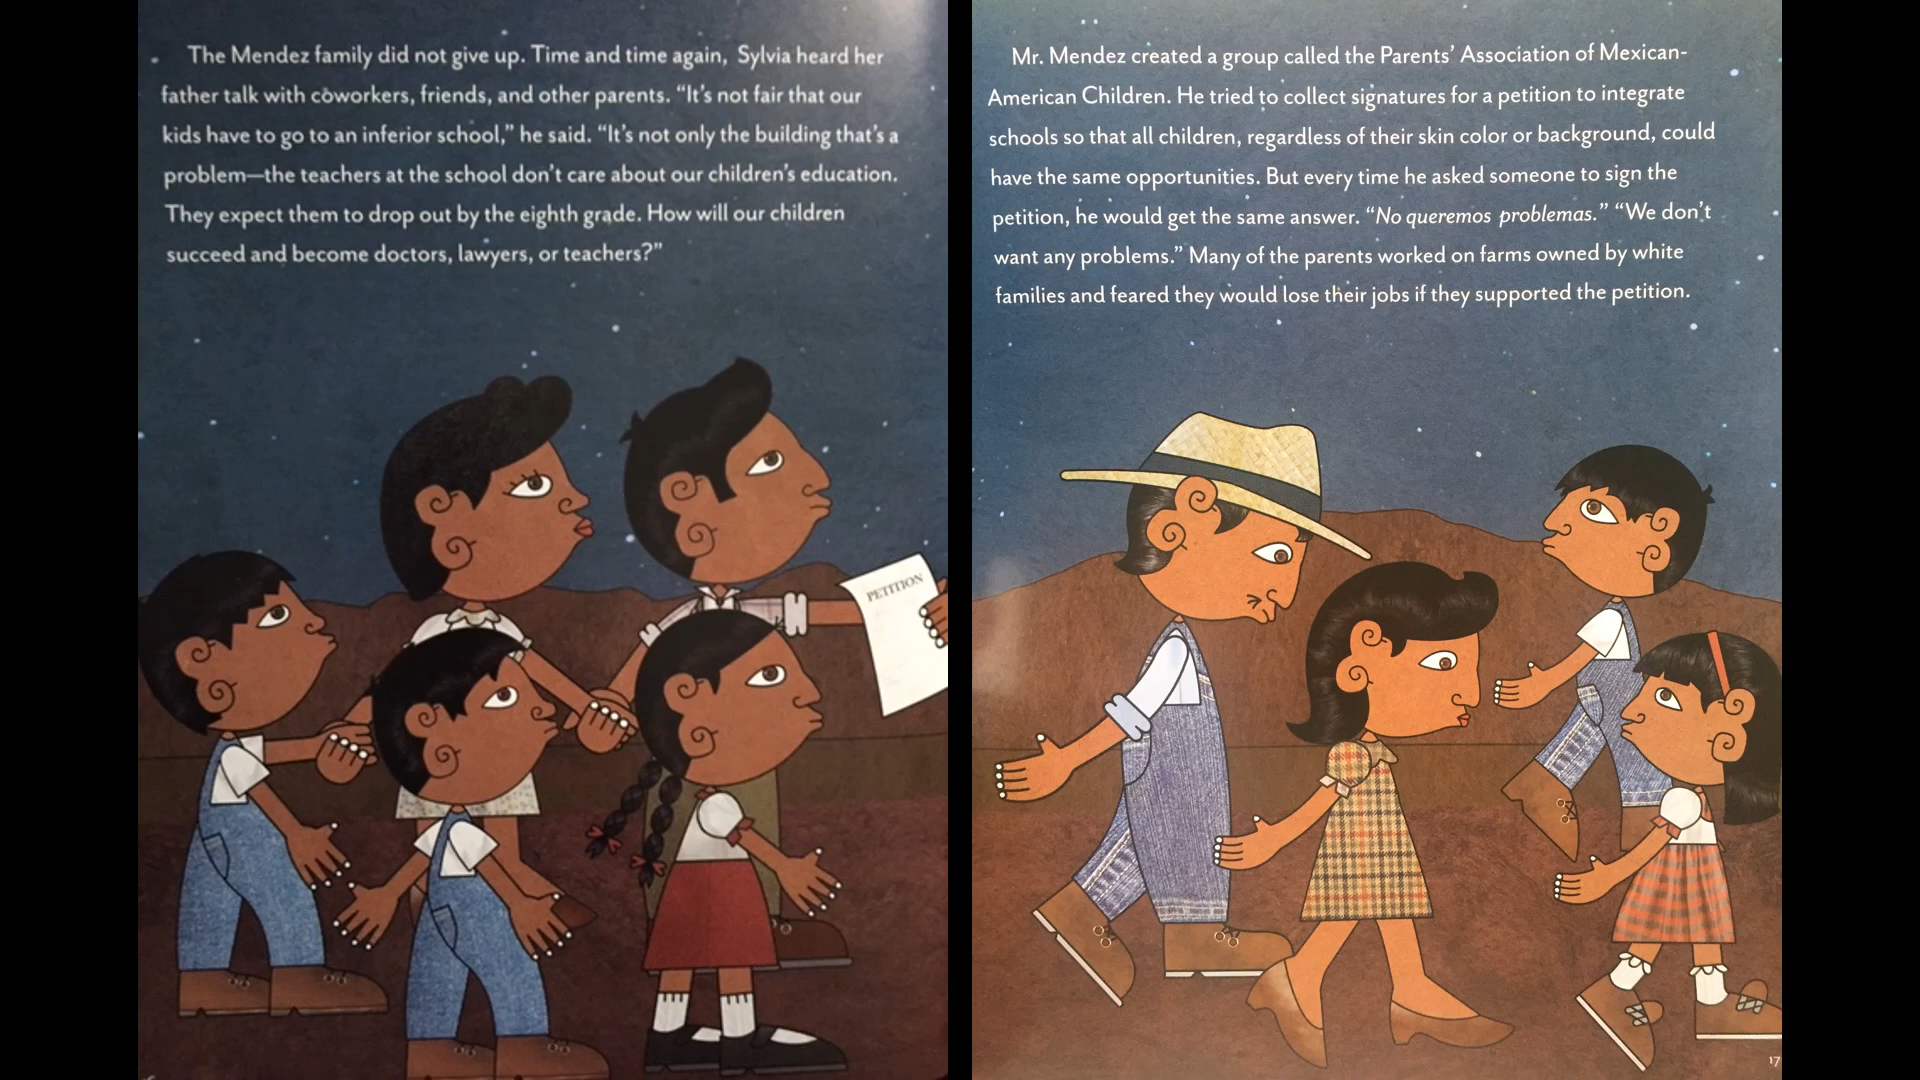 The Mendez family did not give up. Time and time again, Sylvia heard her
father talk with coworkers, friends, and other parents. “It’s not fair that our
kids have to go to an inferior school,” he said. “It’s not only the building that’s a
problem—the teachers at the school don’t care about our children’s education.
They expect them to drop out by the eighth grade. How will our children
succeed and become doctors, lawyers, or teachers?”
PETITION
Mr. Mendez created a group called the Parents’ Association of Mexican-
American Children. He tried to collect signatures for a petition to integrate
schools so that all children, regardless of their skin color or background, could
have the same opportunities. But every time he asked someone to sign the
petition, he would get the same answer. “No queremos problemas.” “We don’t
want any problems.” Many of the parents worked on farms owned by white
families and feared they would lose their jobs if they supported the petition.
17